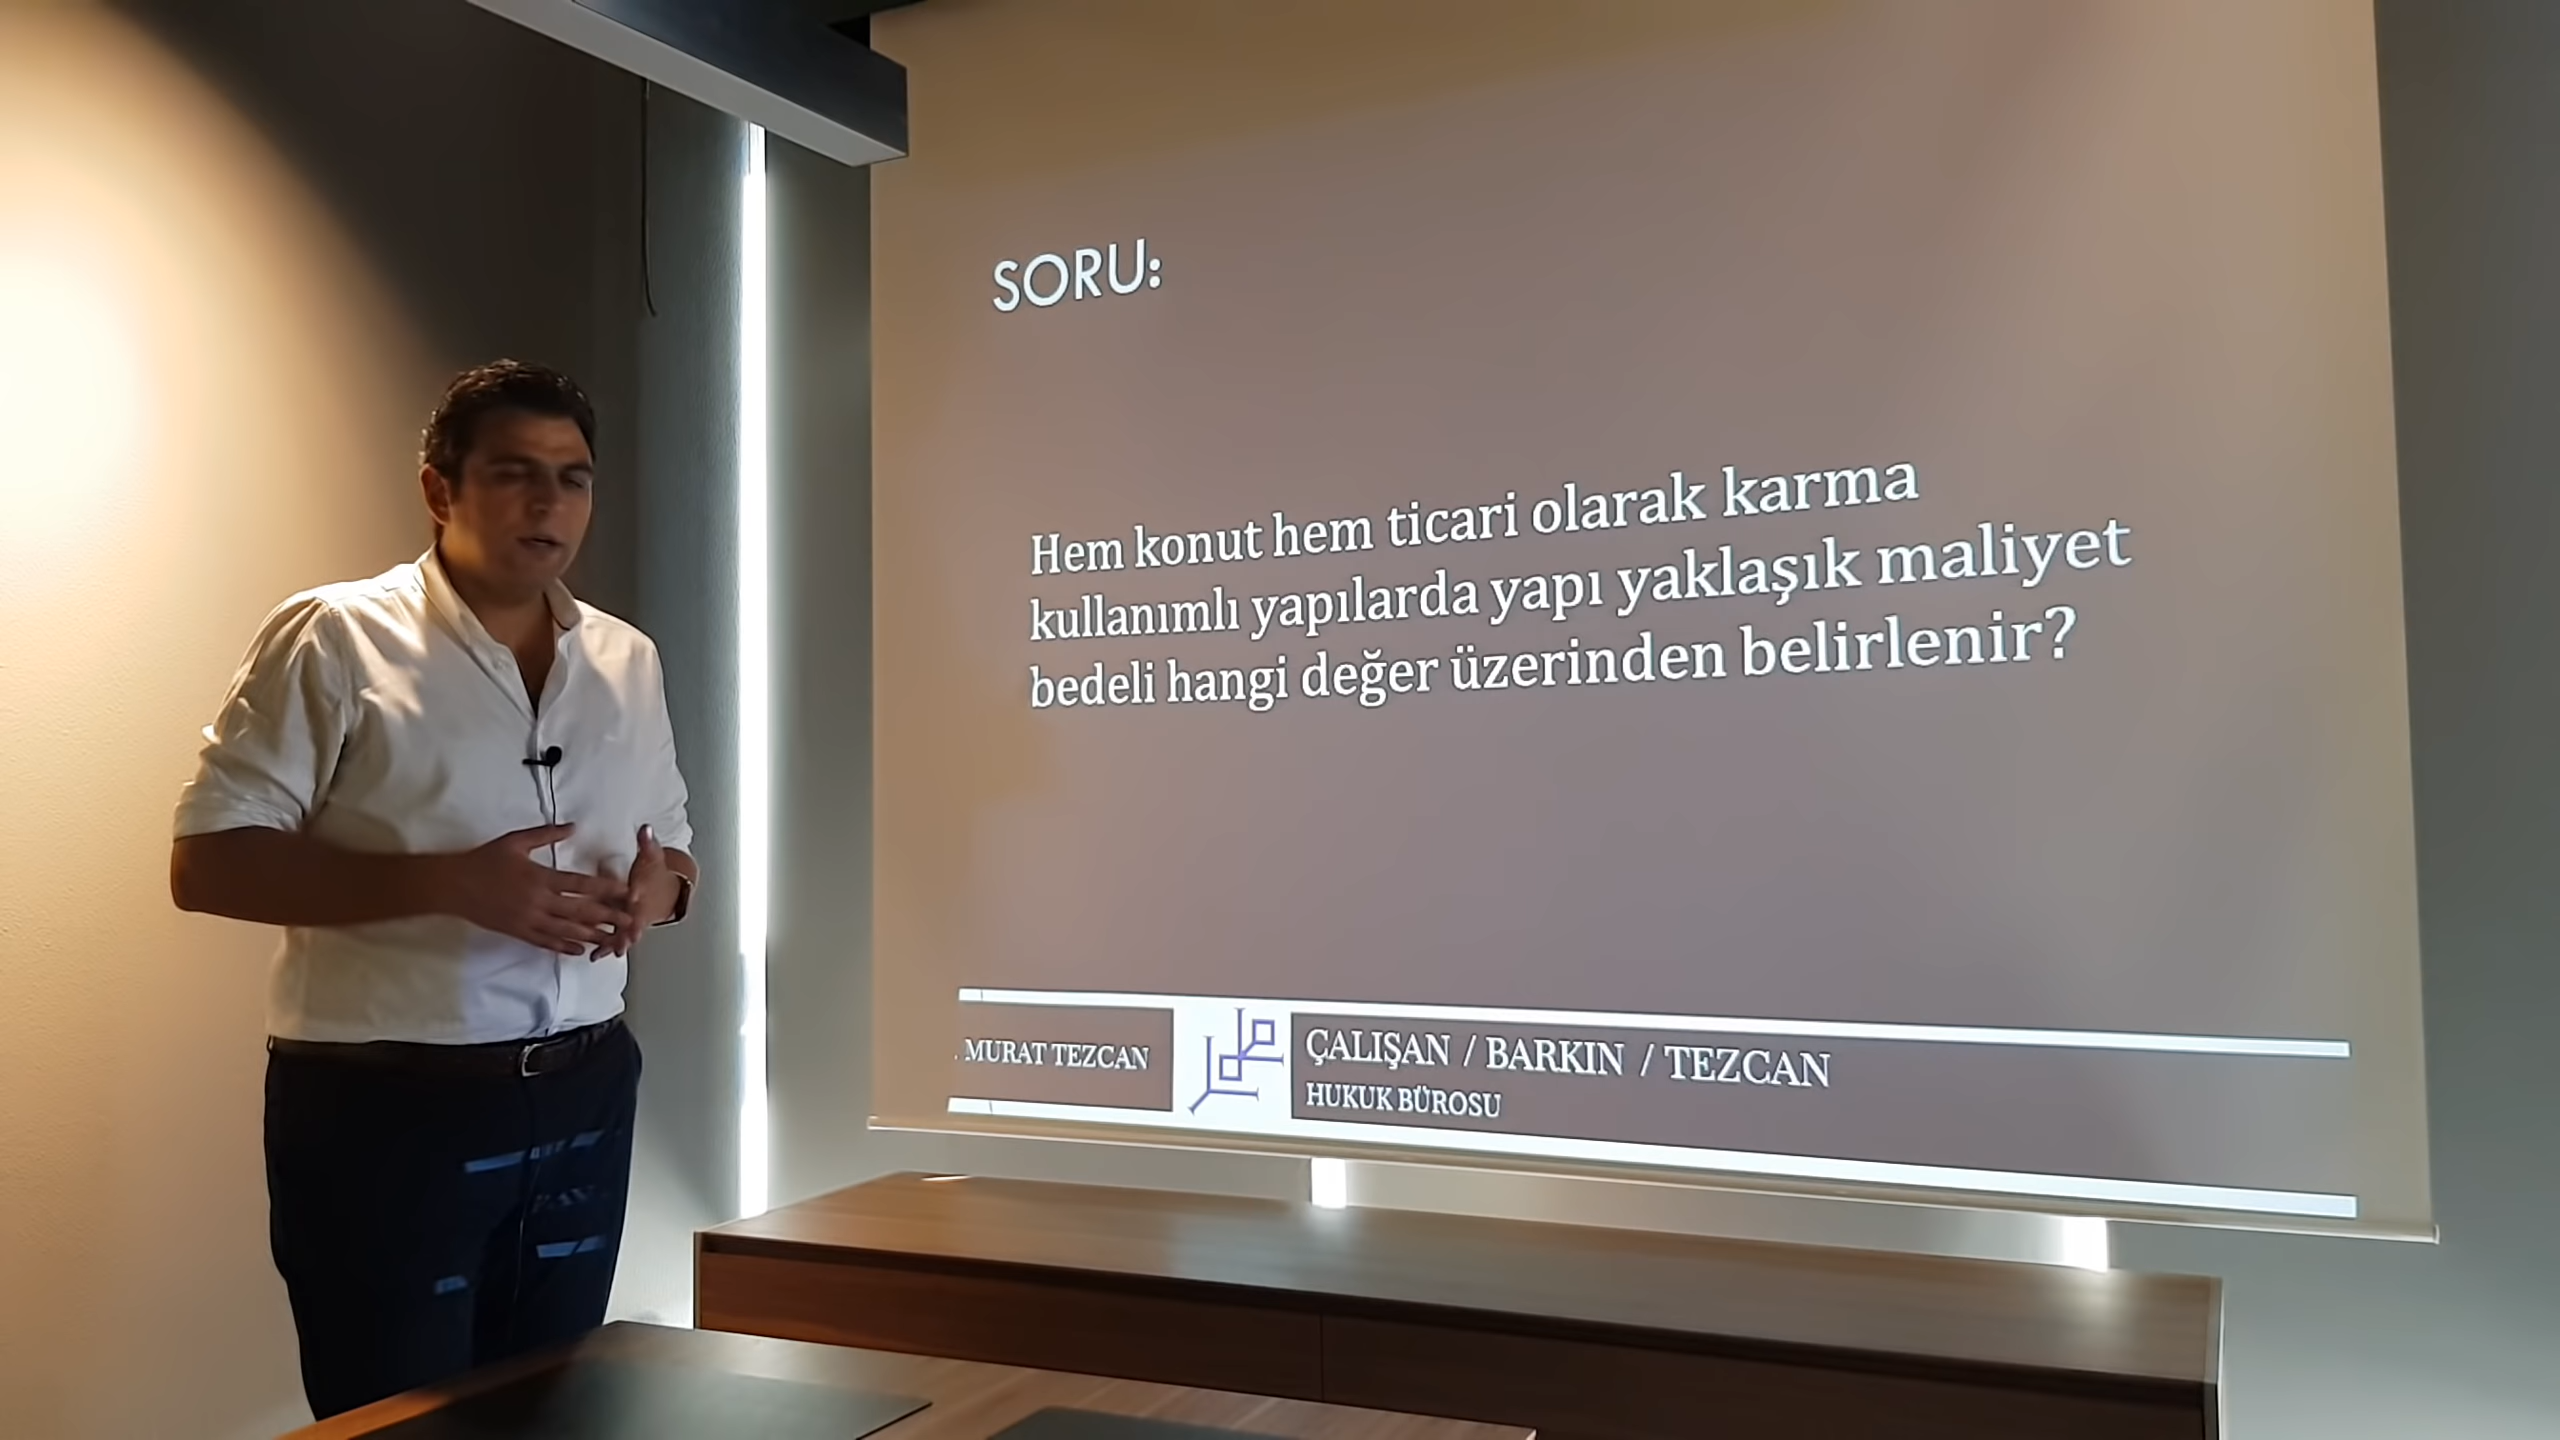 SORU:
Hem konut hem ticari olarak karma
kullanımlı yapılarda yapı yaklaşık maliyet
bedeli hangi değer üzerinden belirlenir?
. MURAT TEZCAN
ÇALIŞAN / BARKIN / TEZCAN
HUKUK BÜROSU